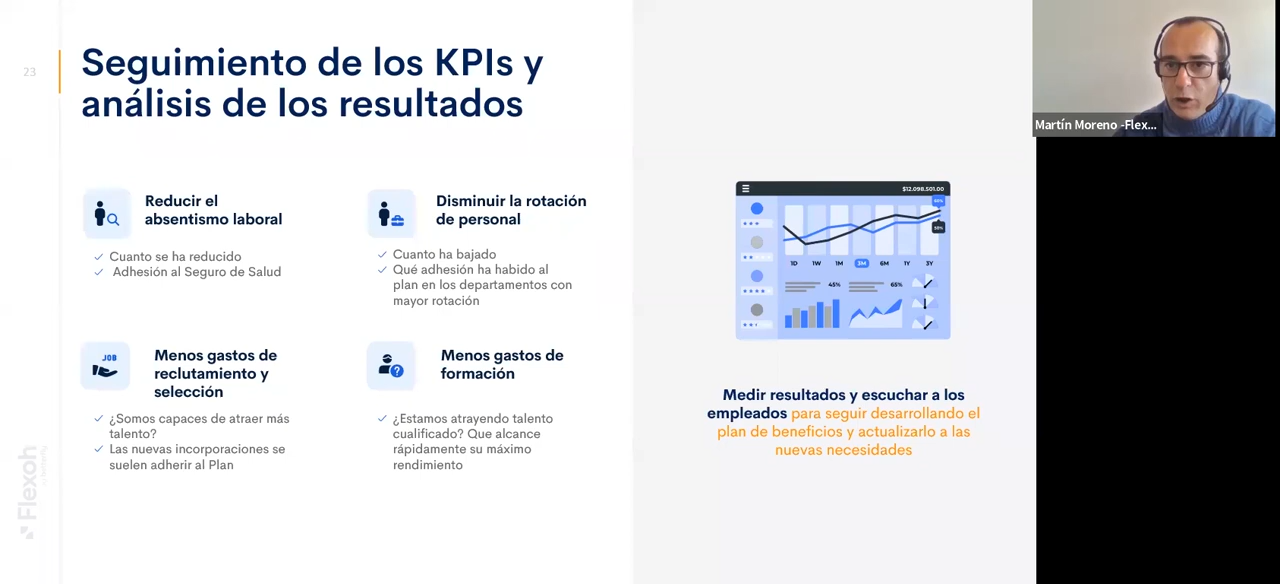 23
Seguimiento de los KPIs y
análisis de los resultados
Reducir el
absentismo laboral
Cuanto se ha reducido
Adhesión al Seguro de Salud
Disminuir la rotación
de personal
Cuanto ha bajado
Qué adhesión ha habido al
plan en los departamentos con
mayor rotación
JOB
Menos gastos de
reclutamiento y
selección
¿Somos capaces de atraer más
talento?
Las nuevas incorporaciones se
suelen adherir al Plan
?
Menos gastos de
formación
¿Estamos atrayendo talento
cualificado? Que alcance
rápidamente su máximo
rendimiento
Flexoh
$12.098.501.00
1D 1W 1M 3M 6M 1Y 3Y
45% 65%
Medir resultados y escuchar a los
empleados para seguir desarrollando el
plan de beneficios y actualizarlo a las
nuevas necesidades
Martín Moreno -Flex...